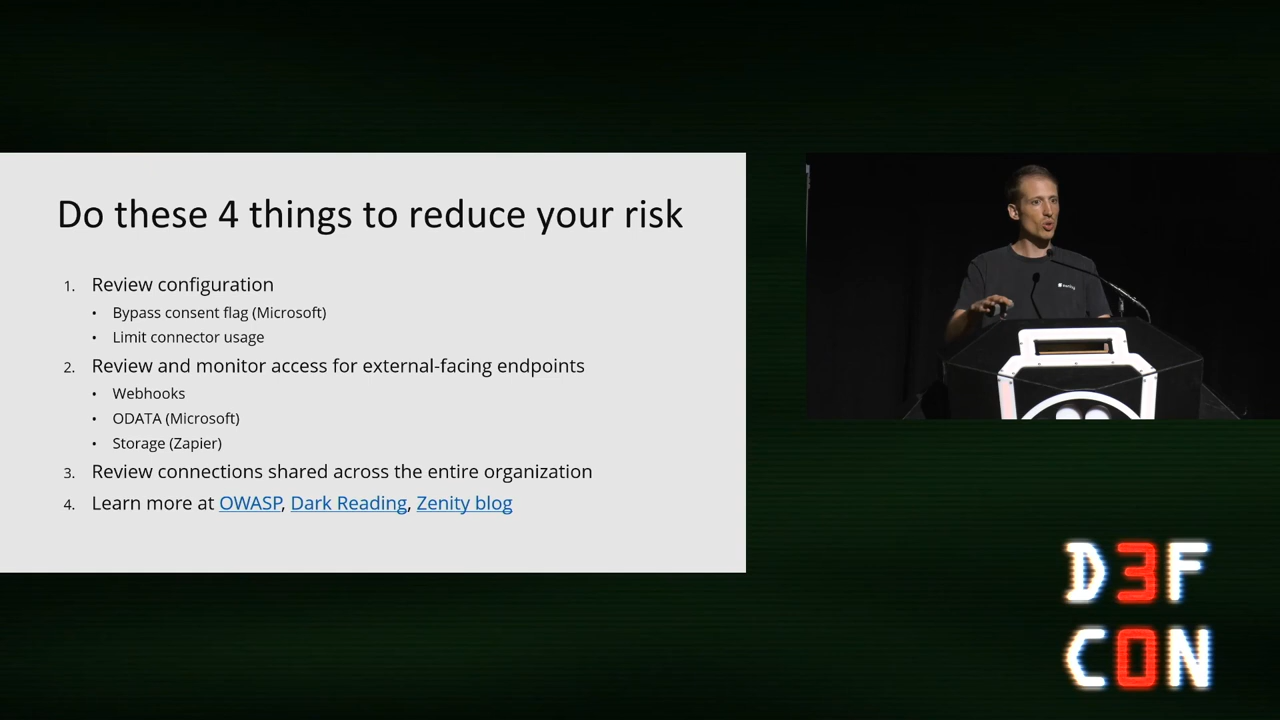 Do these 4 things to reduce your risk
1. Review configuration
• Bypass consent flag (Microsoft)
• Limit connector usage
2. Review and monitor access for external-facing endpoints
• Webhooks
• ODATA (Microsoft)
• Storage (Zapier)
3. Review connections shared across the entire organization
4. Learn more at OWASP, Dark Reading, Zenity blog
D3F
C0N